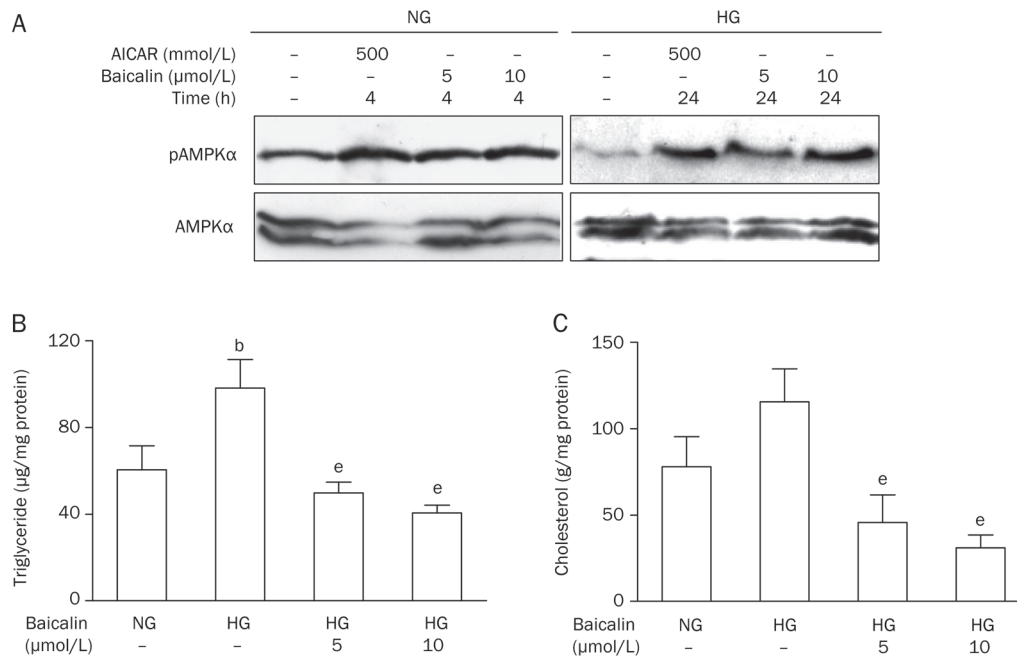 A
NG HG
AICAR (mmol/L) – 500 – – – 500 – –
Baicalin (µmol/L) – – 5 10 – – 5 10
Time (h) – 4 4 4 – 24 24 24
pAMPKα
AMPKα
B
Triglyceride (µg/mg protein)
120
80
40
0
b
e
e
NG HG HG HG
Baicalin (µmol/L) – – 5 10
C
Cholesterol (g/mg protein)
150
100
50
0
e
e
NG HG HG HG
Baicalin (µmol/L) – – 5 10